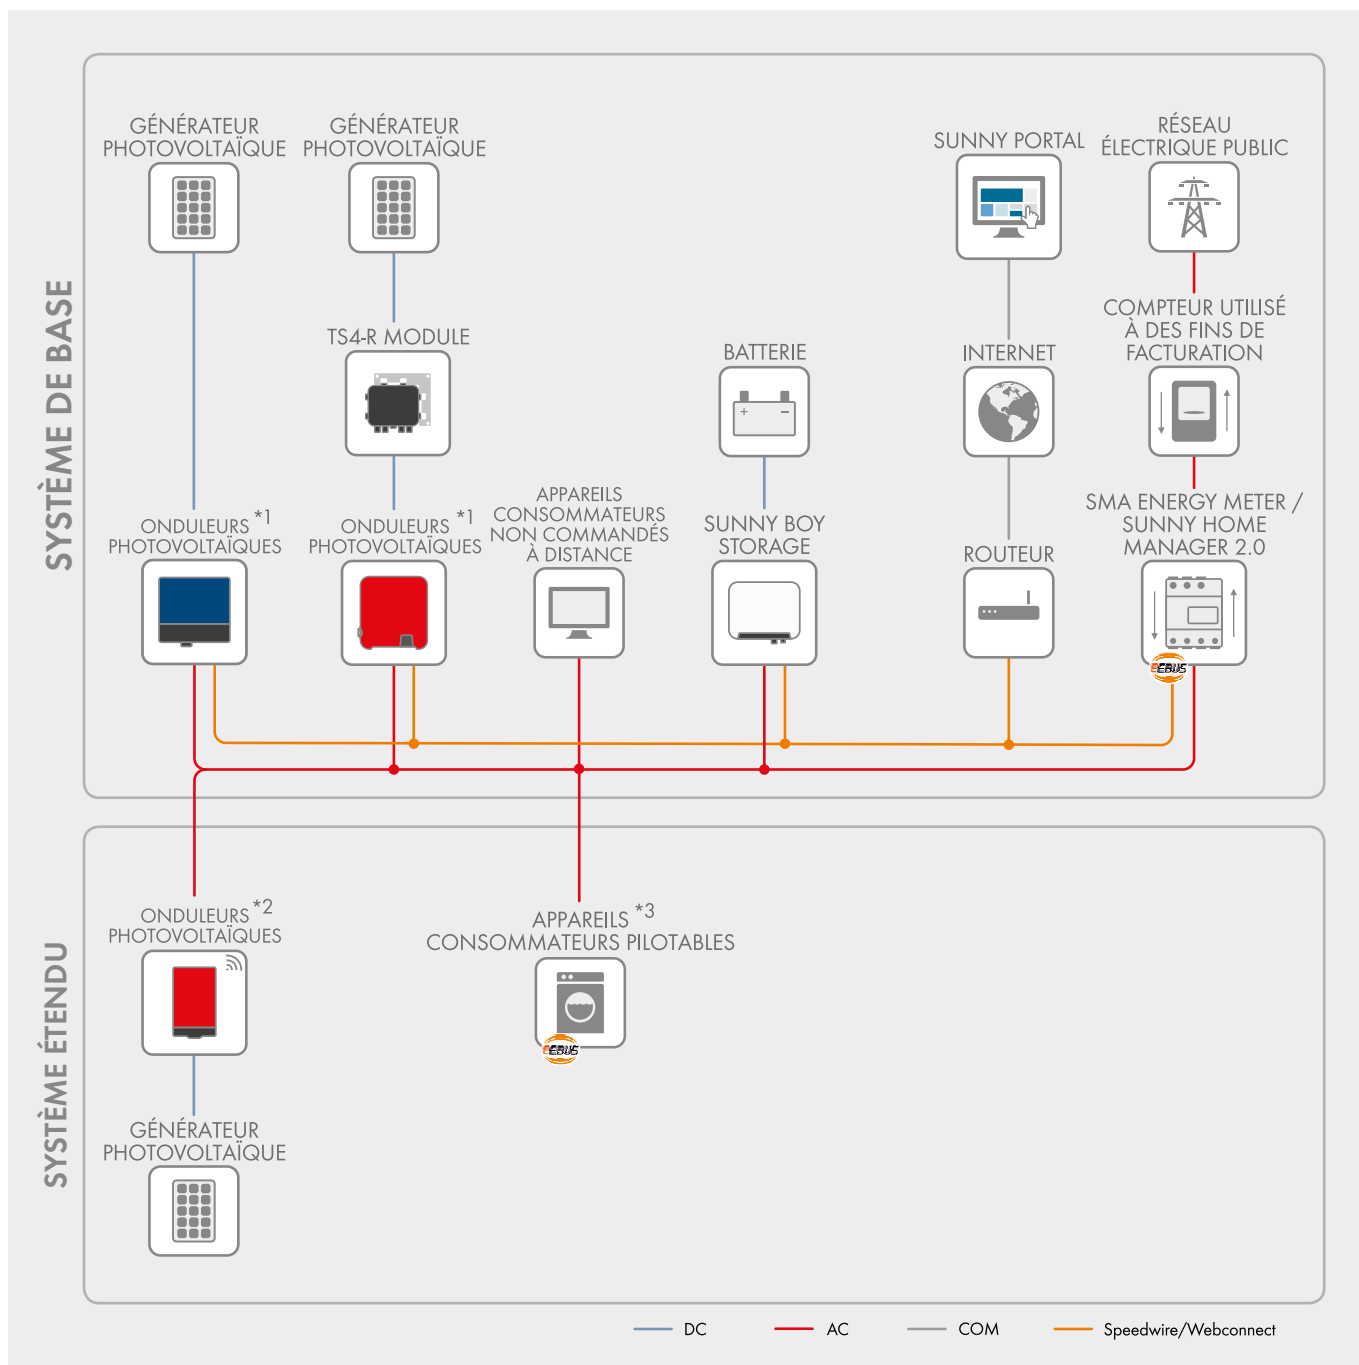 SYSTÈME DE BASE
GÉNÉRATEUR
PHOTOVOLTAÏQUE
GÉNÉRATEUR
PHOTOVOLTAÏQUE
SUNNY PORTAL
RÉSEAU
ÉLECTRIQUE PUBLIC
TS4-R MODULE
BATTERIE
INTERNET
COMPTEUR UTILISÉ
À DES FINS DE
FACTURATION
ONDULEURS *1
PHOTOVOLTAÏQUES
ONDULEURS *1
PHOTOVOLTAÏQUES
APPAREILS
CONSOMMATEURS
NON COMMANDÉS
À DISTANCE
SUNNY BOY
STORAGE
ROUTEUR
SMA ENERGY METER /
SUNNY HOME
MANAGER 2.0
EEBUS
SYSTÈME ÉTENDU
ONDULEURS *2
PHOTOVOLTAÏQUES
APPAREILS *3
CONSOMMATEURS PILOTABLES
EEBUS
GÉNÉRATEUR
PHOTOVOLTAÏQUE
DC
AC
COM
Speedwire/Webconnect